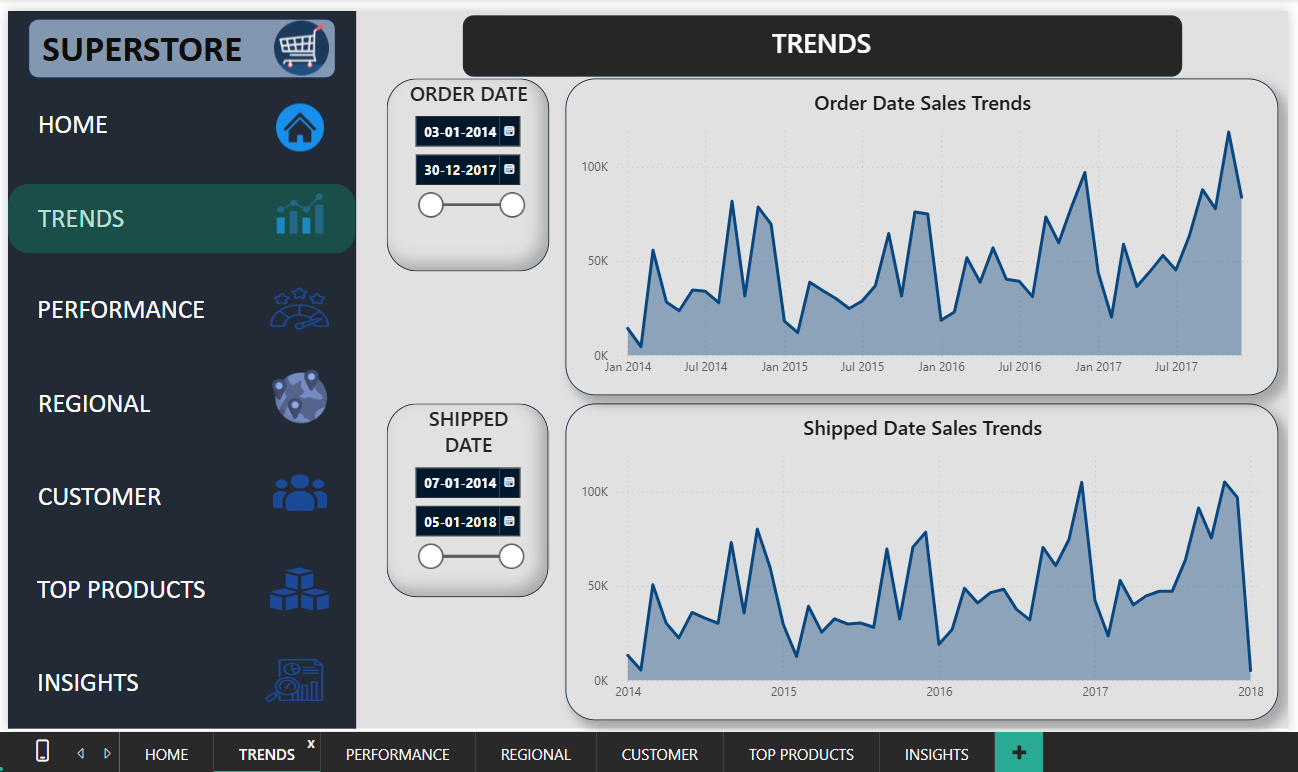 SUPERSTORE
HOME
TRENDS
PERFORMANCE
REGIONAL
CUSTOMER
TOP PRODUCTS
INSIGHTS
TRENDS
ORDER DATE
03-01-2014
30-12-2017
Order Date Sales Trends
100K
50K
0K
Jan 2014 Jul 2014 Jan 2015 Jul 2015 Jan 2016 Jul 2016 Jan 2017 Jul 2017
SHIPPED
DATE
07-01-2014
05-01-2018
Shipped Date Sales Trends
100K
50K
0K
2014 2015 2016 2017 2018
HOME TRENDS x PERFORMANCE REGIONAL CUSTOMER TOP PRODUCTS INSIGHTS +